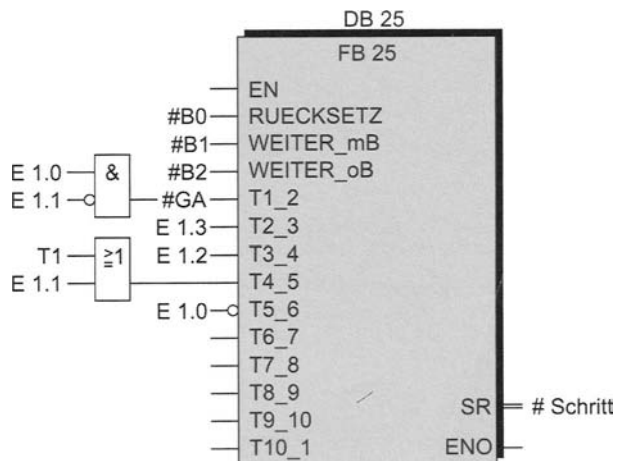 DB 25
FB 25
EN
#B0 RUECKSETZ
#B1 WEITER_mB
#B2 WEITER_oB
E 1.0 &
E 1.1 #GA T1_2
E 1.3 T2_3
T1 ≥1 E 1.2 T3_4
E 1.1 T4_5
E 1.0 T5_6
T6_7
T7_8
T8_9
T9_10 SR # Schritt
T10_1 ENO